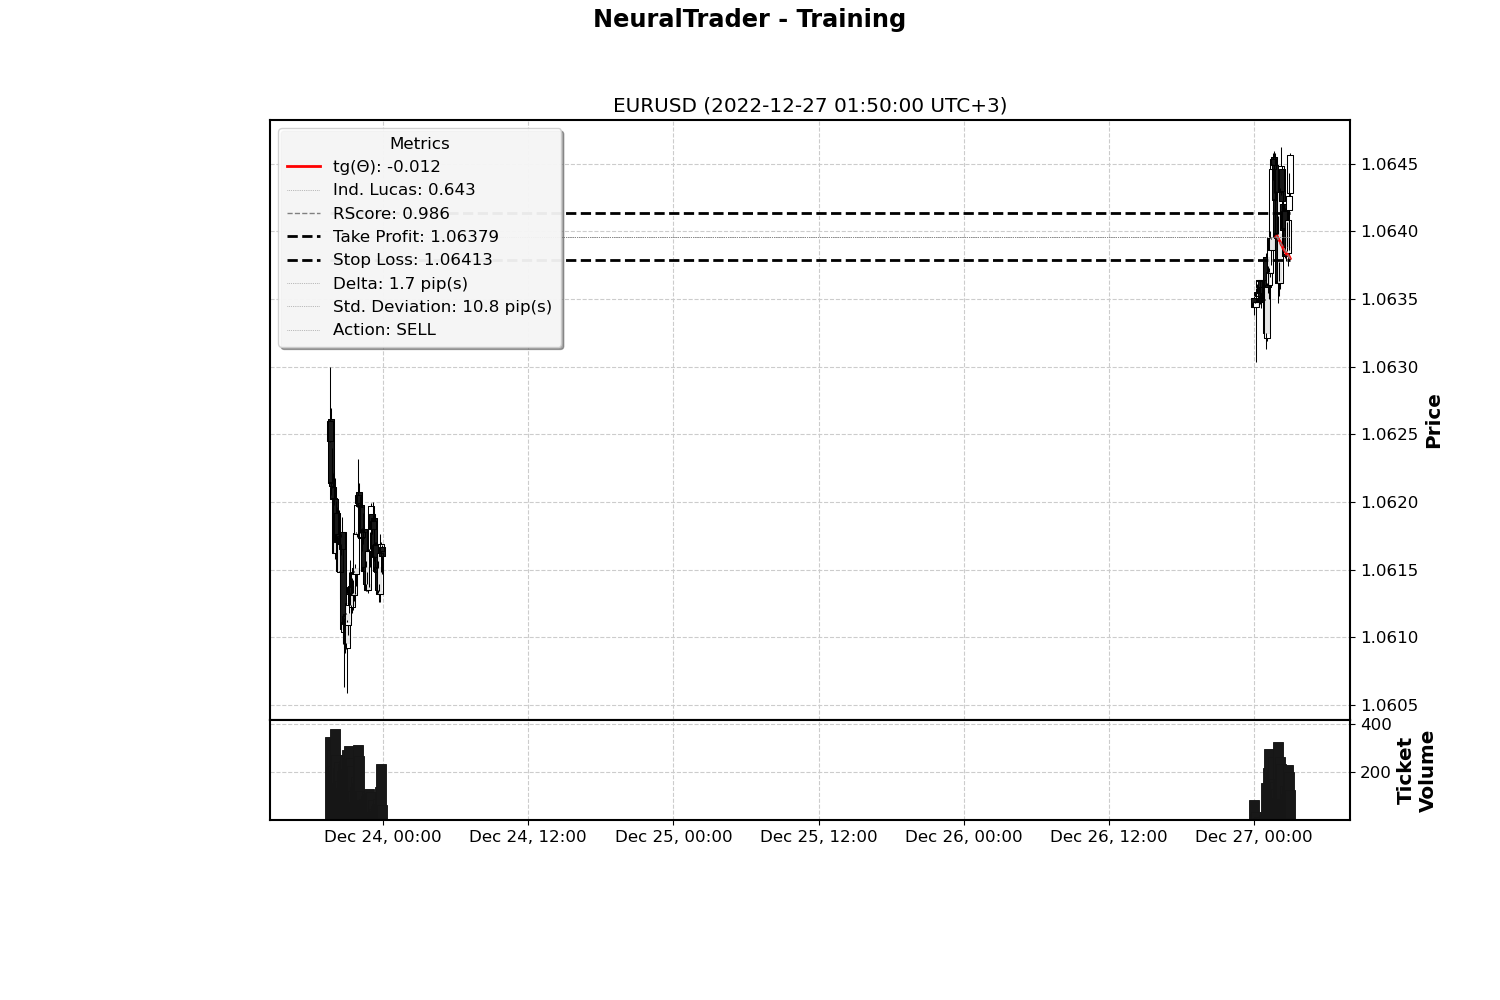 NeuralTrader - Training
EURUSD (2022-12-27 01:50:00 UTC+3)
Metrics
tg(Θ): -0.012
Ind. Lucas: 0.643
RScore: 0.986
Take Profit: 1.06379
Stop Loss: 1.06413
Delta: 1.7 pip(s)
Std. Deviation: 10.8 pip(s)
Action: SELL
1.0645
1.0640
1.0635
1.0630
1.0625
1.0620
1.0615
1.0610
1.0605
Price
400
200
Ticket
Volume
Dec 24, 00:00 Dec 24, 12:00 Dec 25, 00:00 Dec 25, 12:00 Dec 26, 00:00 Dec 26, 12:00 Dec 27, 00:00